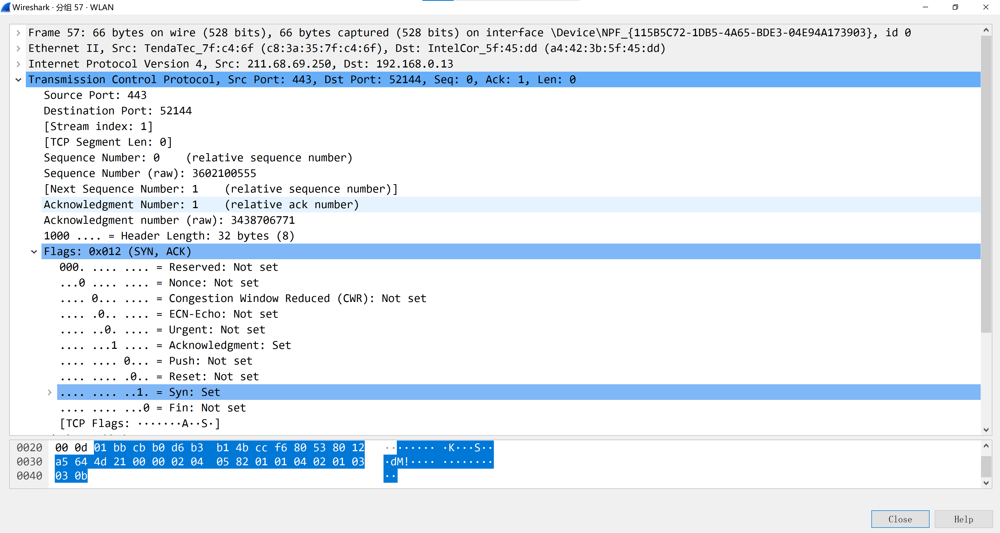 Wireshark · 分组 57 · WLAN
Frame 57: 66 bytes on wire (528 bits), 66 bytes captured (528 bits) on interface \Device\NPF_{115B5C72-1DB5-4A65-BDE3-04E94A173903}, id 0
Ethernet II, Src: TendaTec_7f:c4:6f (c8:3a:35:7f:c4:6f), Dst: IntelCor_5f:45:dd (a4:42:3b:5f:45:dd)
Internet Protocol Version 4, Src: 211.68.69.250, Dst: 192.168.0.13
Transmission Control Protocol, Src Port: 443, Dst Port: 52144, Seq: 0, Ack: 1, Len: 0
Source Port: 443
Destination Port: 52144
[Stream index: 1]
[TCP Segment Len: 0]
Sequence Number: 0    (relative sequence number)
Sequence Number (raw): 3602100555
[Next Sequence Number: 1    (relative sequence number)]
Acknowledgment Number: 1    (relative ack number)
Acknowledgment number (raw): 3438706771
1000 .... = Header Length: 32 bytes (8)
Flags: 0x012 (SYN, ACK)
000. .... .... = Reserved: Not set
...0 .... .... = Nonce: Not set
.... 0... .... = Congestion Window Reduced (CWR): Not set
.... .0.. .... = ECN-Echo: Not set
.... ..0. .... = Urgent: Not set
.... ...1 .... = Acknowledgment: Set
.... .... 0... = Push: Not set
.... .... .0.. = Reset: Not set
.... .... ..1. = Syn: Set
.... .... ...0 = Fin: Not set
[TCP Flags: ·······A··S·]
0020 00 0d 01 bb cb b0 d6 b3 b1 4b cc f6 80 53 80 12 ········ ·K···S··
0030 a5 64 4d 21 00 00 02 04 05 82 01 01 04 02 01 03 ·dM!···· ········
0040 03 0b ··
Close Help